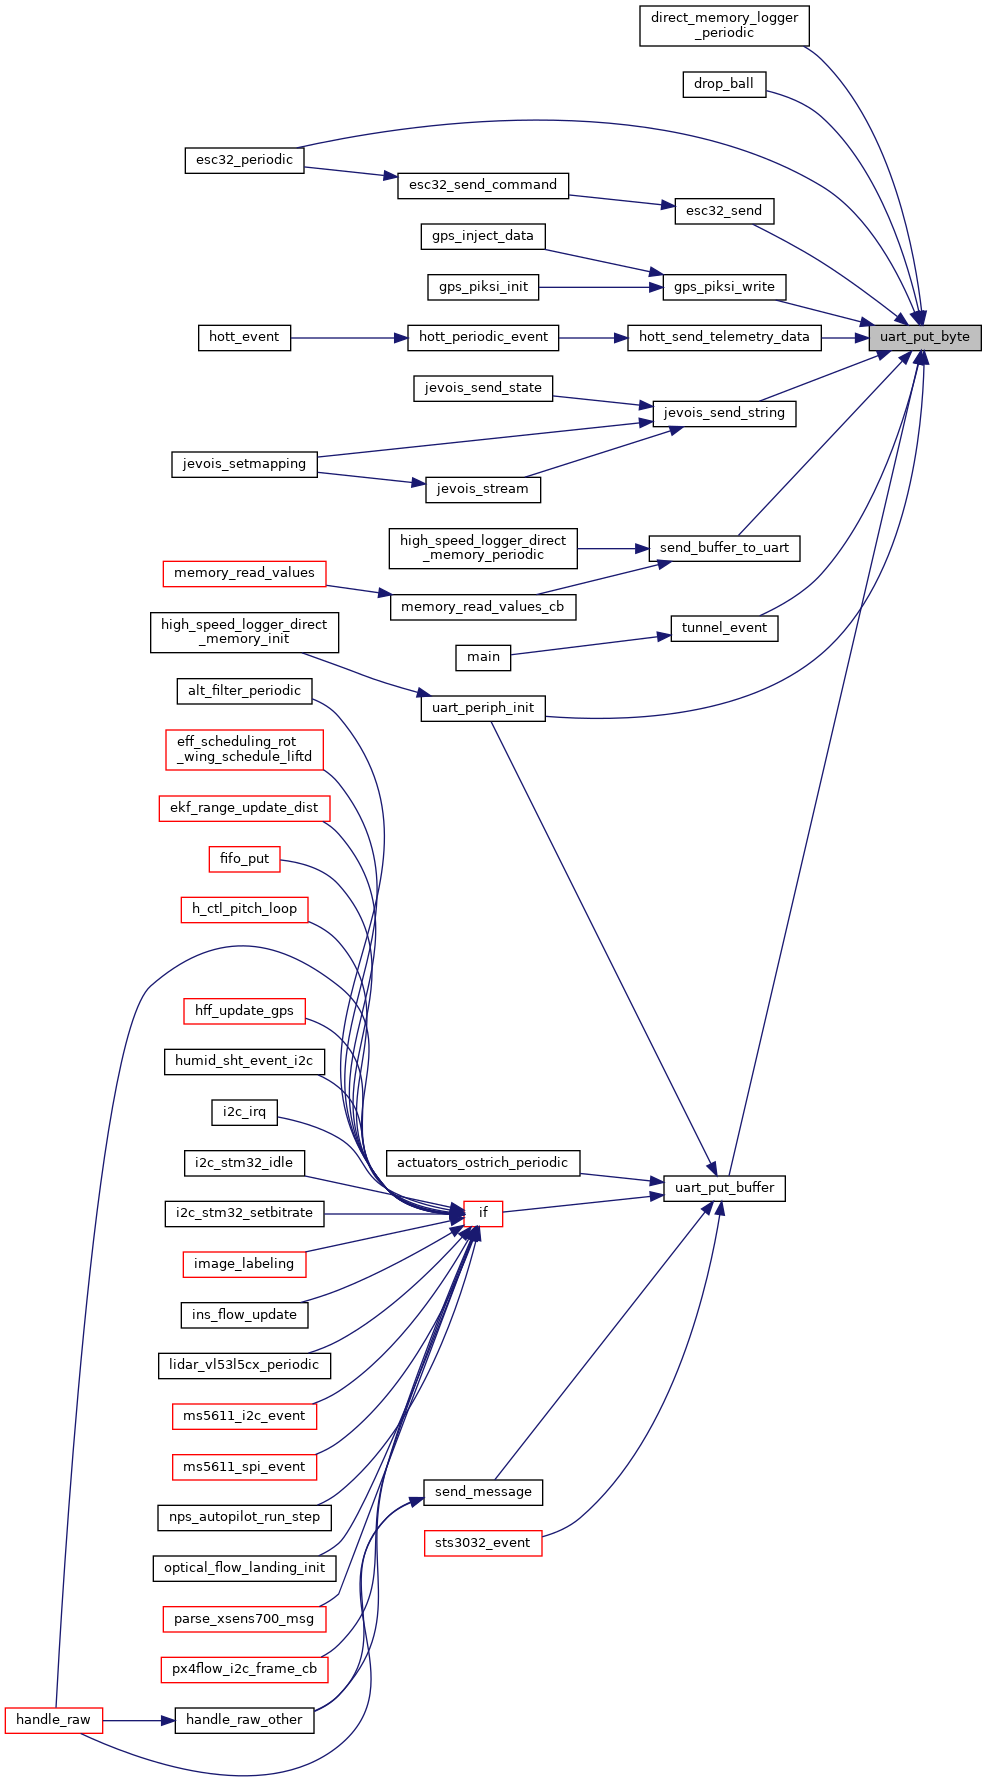 direct_memory_logger
_periodic
drop_ball
esc32_periodic
esc32_send_command
esc32_send
gps_inject_data
gps_piksi_init
gps_piksi_write
hott_event
hott_periodic_event
hott_send_telemetry_data
uart_put_byte
jevois_send_state
jevois_send_string
jevois_setmapping
jevois_stream
high_speed_logger_direct
_memory_periodic
send_buffer_to_uart
memory_read_values
memory_read_values_cb
high_speed_logger_direct
_memory_init
tunnel_event
main
alt_filter_periodic
uart_periph_init
eff_scheduling_rot
_wing_schedule_liftd
ekf_range_update_dist
fifo_put
h_ctl_pitch_loop
hff_update_gps
humid_sht_event_i2c
i2c_irq
i2c_stm32_idle
actuators_ostrich_periodic
uart_put_buffer
i2c_stm32_setbitrate
if
image_labeling
ins_flow_update
lidar_vl53l5cx_periodic
ms5611_i2c_event
ms5611_spi_event
send_message
nps_autopilot_run_step
sts3032_event
optical_flow_landing_init
parse_xsens700_msg
px4flow_i2c_frame_cb
handle_raw
handle_raw_other